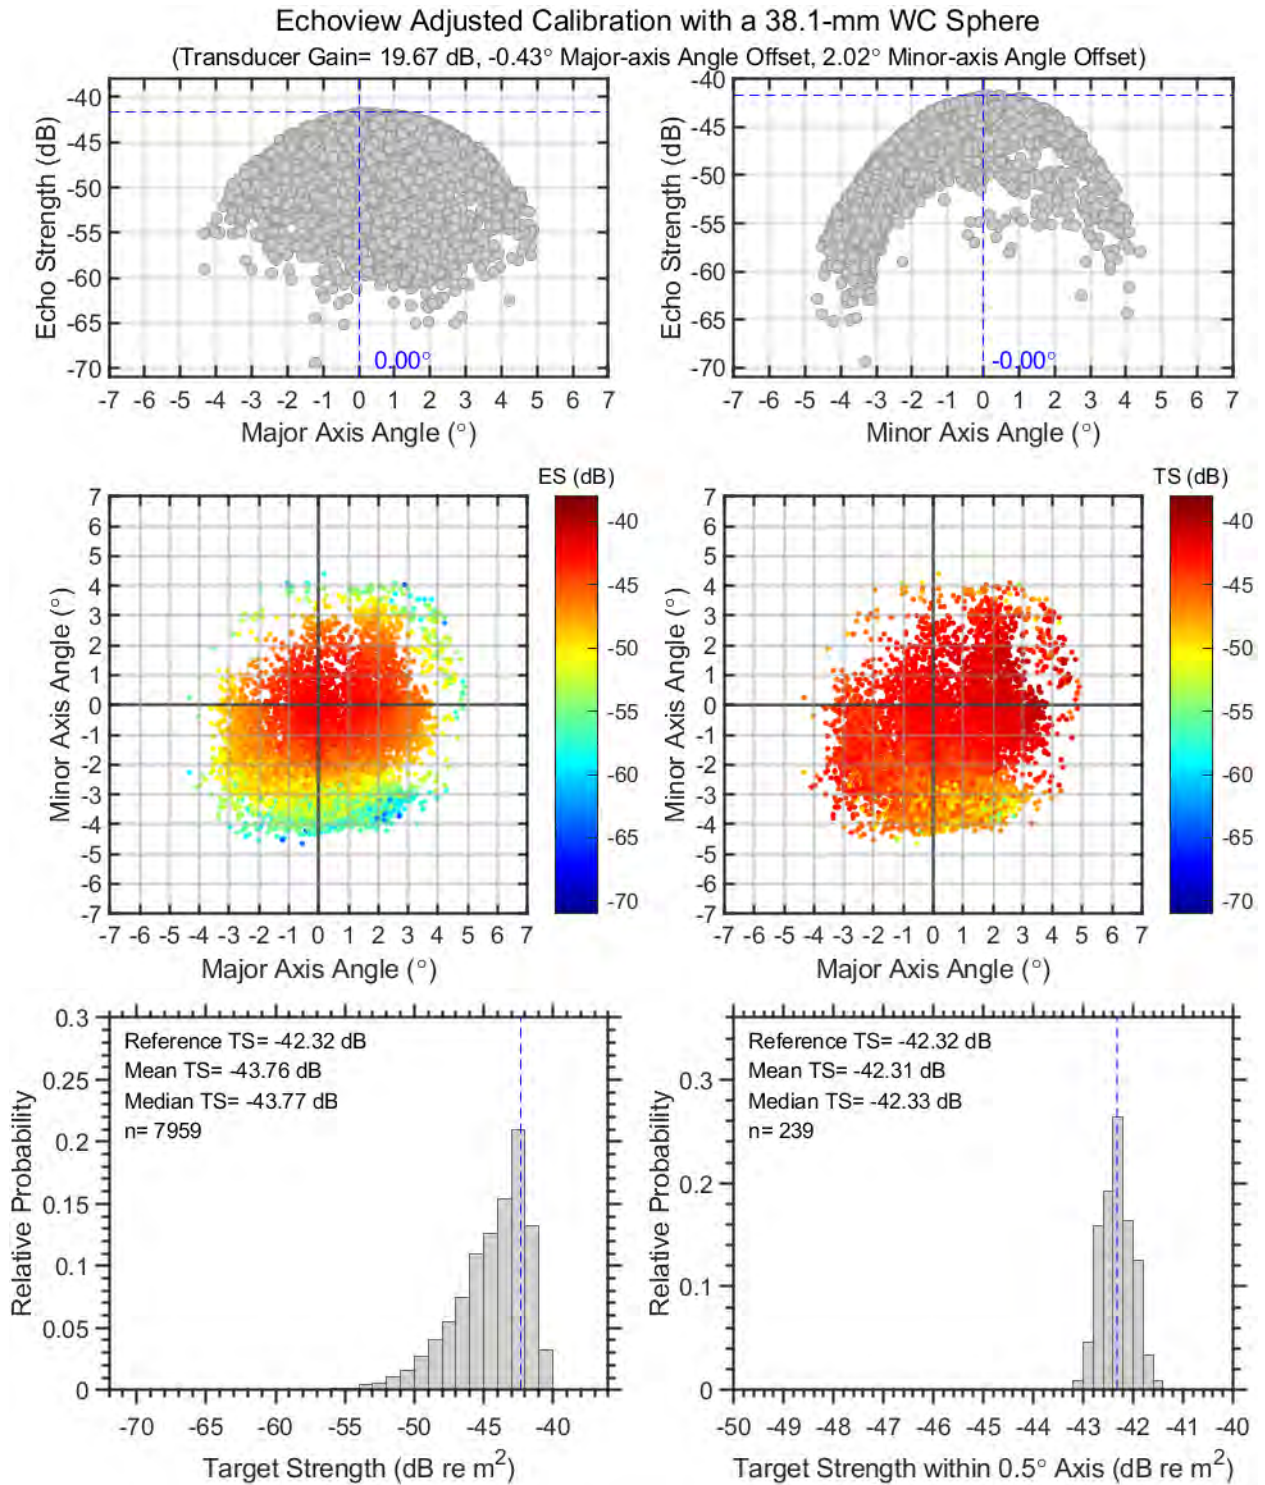 Echoview Adjusted Calibration with a 38.1-mm WC Sphere
(Transducer Gain= 19.67 dB, -0.43° Major-axis Angle Offset, 2.02° Minor-axis Angle Offset)
-40
-45
-50
-55
-60
-65
-70
Echo Strength (dB)
0.00°
-7 -6 -5 -4 -3 -2 -1 0 1 2 3 4 5 6 7
Major Axis Angle (°)
-40
-45
-50
-55
-60
-65
-70
Echo Strength (dB)
-0.00°
-7 -6 -5 -4 -3 -2 -1 0 1 2 3 4 5 6 7
Minor Axis Angle (°)
7
6
5
4
3
2
1
0
-1
-2
-3
-4
-5
-6
-7
Minor Axis Angle (°)
-7 -6 -5 -4 -3 -2 -1 0 1 2 3 4 5 6 7
Major Axis Angle (°)
ES (dB)
-40
-45
-50
-55
-60
-65
-70
7
6
5
4
3
2
1
0
-1
-2
-3
-4
-5
-6
-7
Minor Axis Angle (°)
-7 -6 -5 -4 -3 -2 -1 0 1 2 3 4 5 6 7
Major Axis Angle (°)
TS (dB)
-40
-45
-50
-55
-60
-65
-70
0.3
0.25
0.2
0.15
0.1
0.05
0
Relative Probability
Reference TS= -42.32 dB
Mean TS= -43.76 dB
Median TS= -43.77 dB
n= 7959
-70 -65 -60 -55 -50 -45 -40
Target Strength (dB re m²)
0.3
0.2
0.1
0
Relative Probability
Reference TS= -42.32 dB
Mean TS= -42.31 dB
Median TS= -42.33 dB
n= 239
-50 -49 -48 -47 -46 -45 -44 -43 -42 -41 -40
Target Strength within 0.5° Axis (dB re m²)